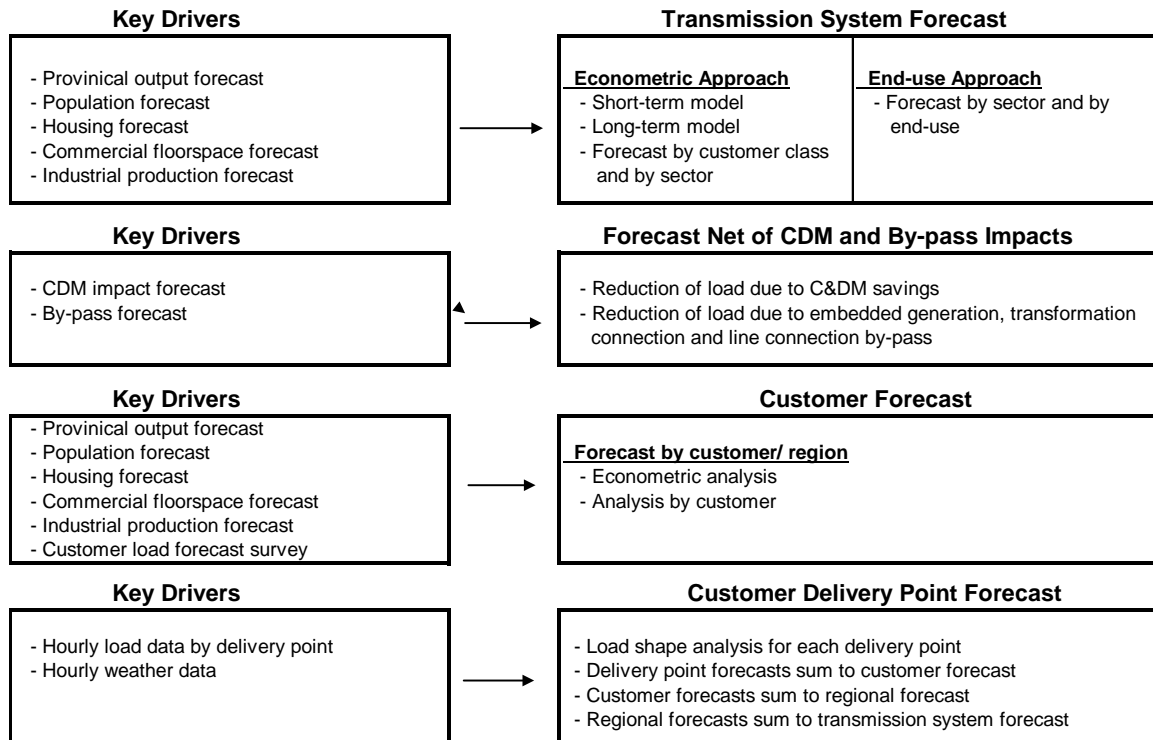 Key Drivers
- Provinical output forecast
- Population forecast
- Housing forecast
- Commercial floorspace forecast
- Industrial production forecast
Transmission System Forecast
Econometric Approach
- Short-term model
- Long-term model
- Forecast by customer class
and by sector
End-use Approach
- Forecast by sector and by
end-use
Key Drivers
- CDM impact forecast
- By-pass forecast
Forecast Net of CDM and By-pass Impacts
- Reduction of load due to C&DM savings
- Reduction of load due to embedded generation, transformation
connection and line connection by-pass
Key Drivers
- Provinical output forecast
- Population forecast
- Housing forecast
- Commercial floorspace forecast
- Industrial production forecast
- Customer load forecast survey
Customer Forecast
Forecast by customer/ region
- Econometric analysis
- Analysis by customer
Key Drivers
- Hourly load data by delivery point
- Hourly weather data
Customer Delivery Point Forecast
- Load shape analysis for each delivery point
- Delivery point forecasts sum to customer forecast
- Customer forecasts sum to regional forecast
- Regional forecasts sum to transmission system forecast